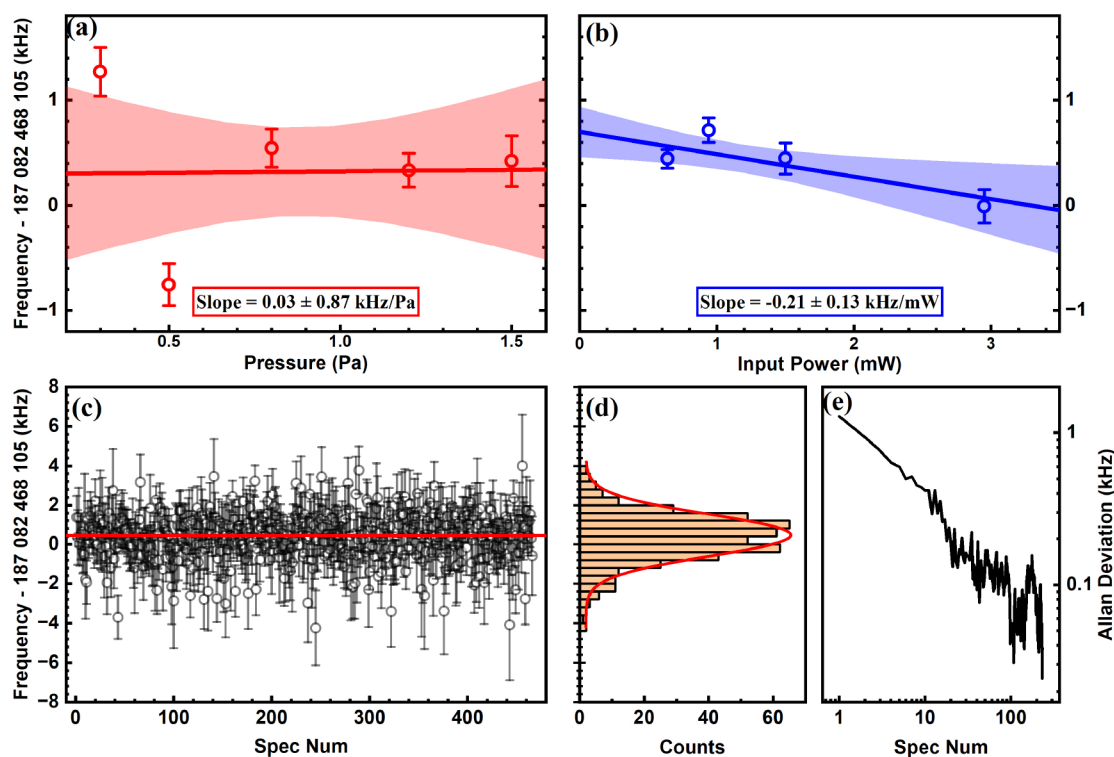 (a)
Frequency - 187 082 468 105 (kHz)
1
0
−1
Slope = 0.03 ± 0.87 kHz/Pa
0.5
1.0
1.5
Pressure (Pa)
(b)
1
0
−1
Slope = -0.21 ± 0.13 kHz/mW
0
1
2
3
Input Power (mW)
(c)
Frequency - 187 082 468 105 (kHz)
8
6
4
2
0
−2
−4
−6
−8
0
100
200
300
400
Spec Num
(d)
0
20
40
60
Counts
(e)
1
0.1
Allan Deviation (kHz)
1
10
100
Spec Num